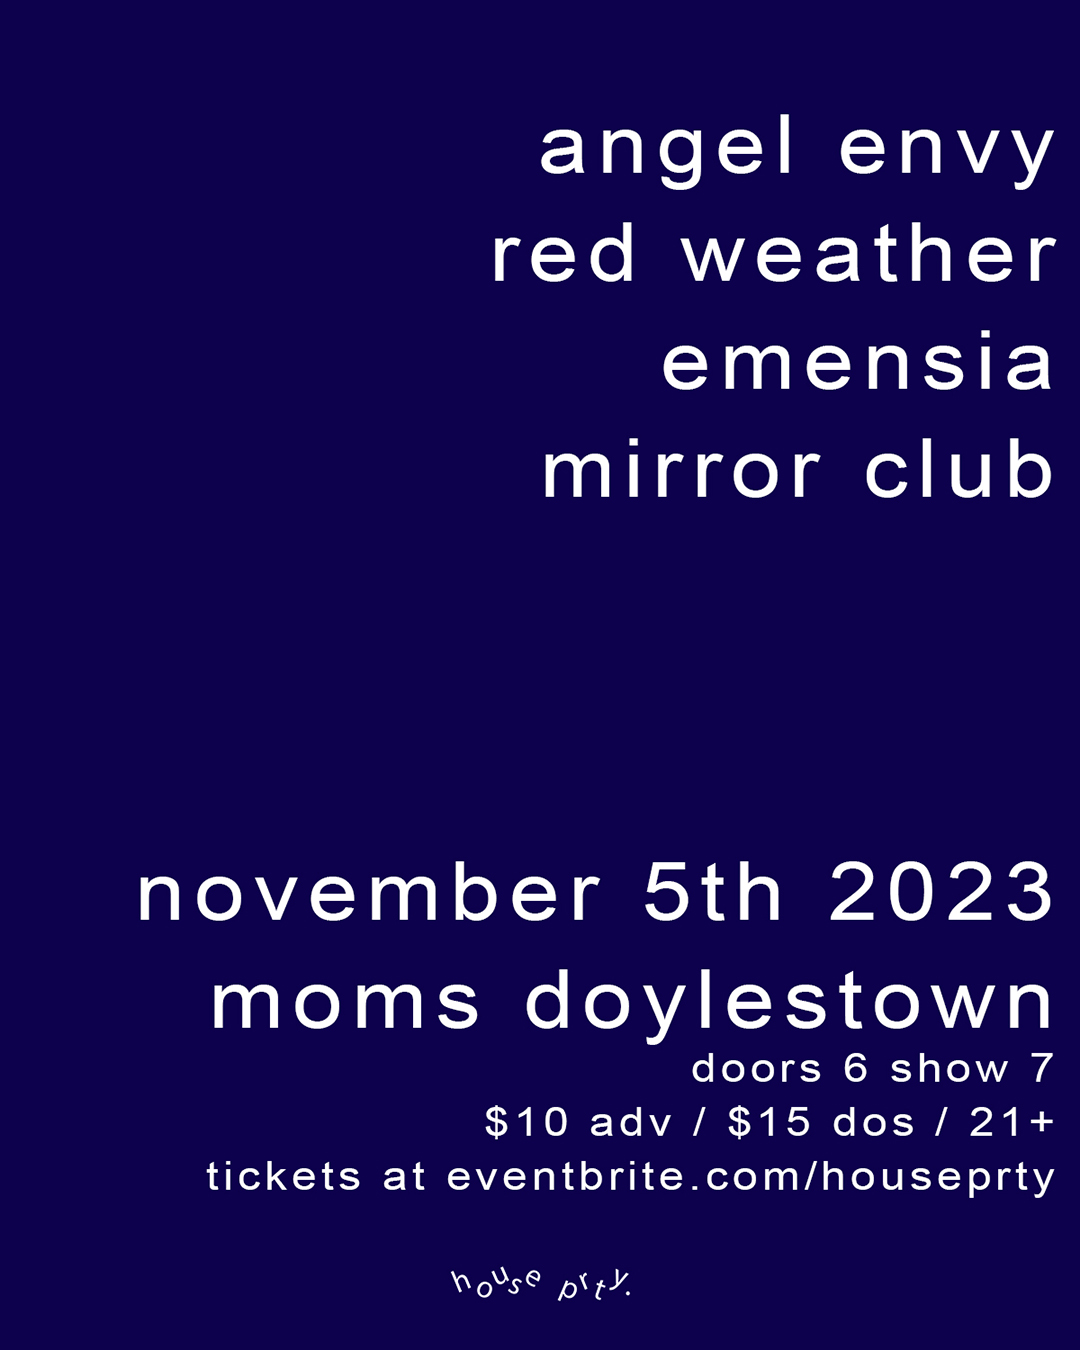 angel envy
red weather
emensia
mirror club
november 5th 2023
moms doylestown
doors 6 show 7
$10 adv / $15 dos / 21+
tickets at eventbrite.com/houseprty
house prty.